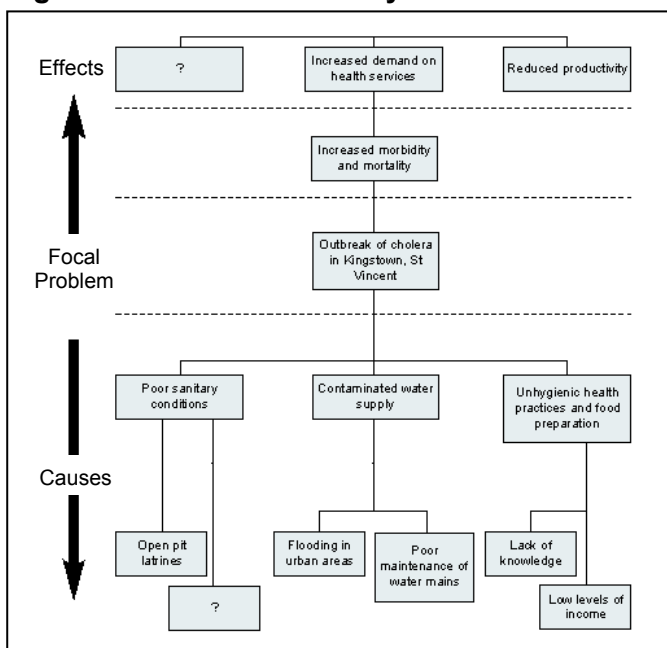 Effects
?
Increased demand on
health services
Reduced productivity
Increased morbidity
and mortality
Focal
Problem
Outbreak of cholera
in Kingstown, St
Vincent
Causes
Poor sanitary
conditions
Contaminated water
supply
Unhygienic health
practices and food
preparation
Open pit
latrines
?
Flooding in
urban areas
Poor
maintenance of
water mains
Lack of
knowledge
Low levels of
income